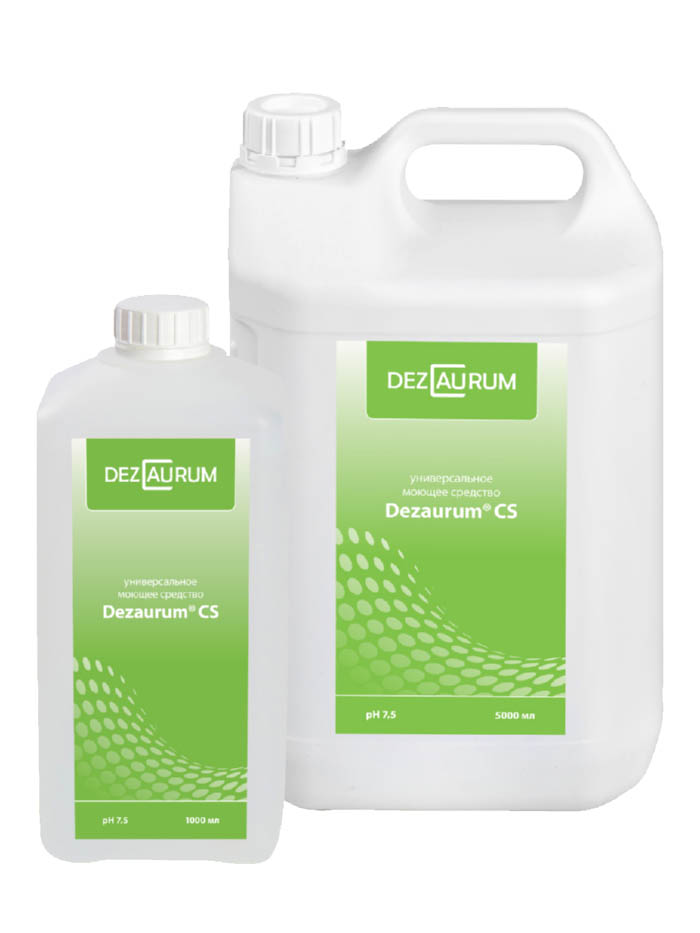 DEZAURUM
универсальное
моющее средство
Dezaurum® CS
pH 7,5 5000 мл
DEZAURUM
универсальное
моющее средство
Dezaurum® CS
pH 7,5 1000 мл